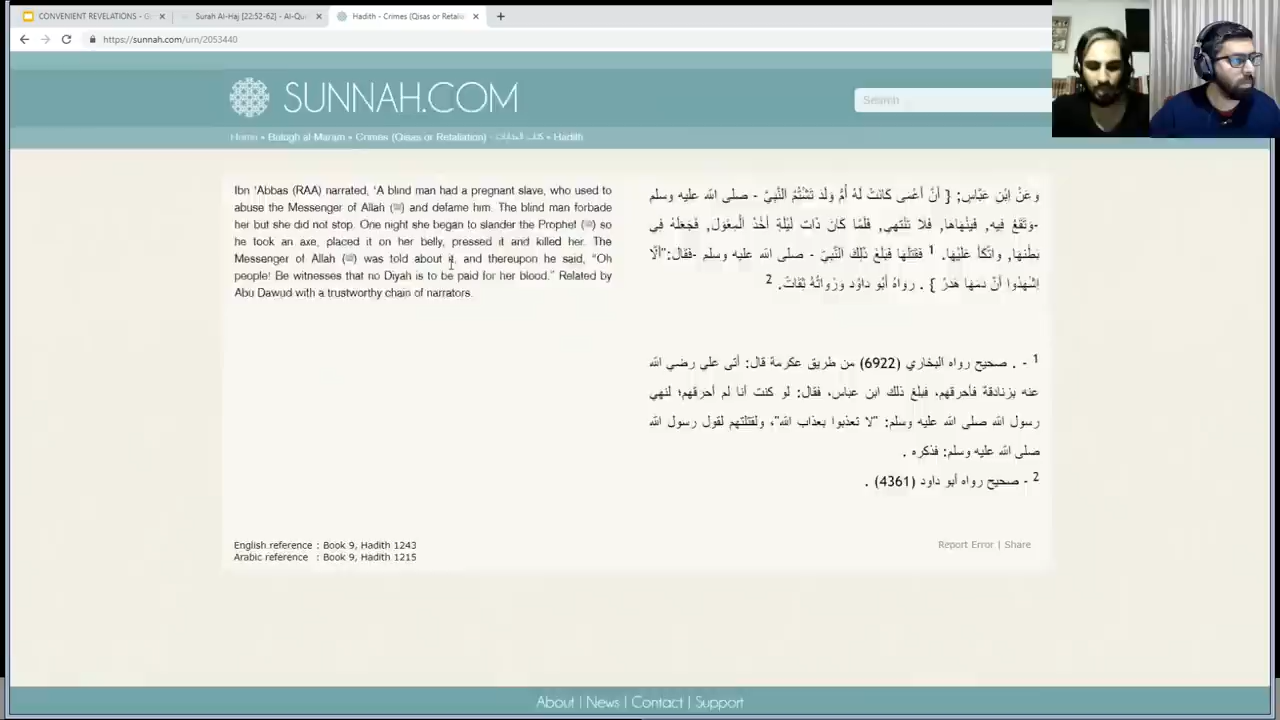 CONVENIENT REVELATIONS - G
Surah Al-Haj [22:52-62] - Al-Qu
Hadith - Crimes (Qisas or Retalia
https://sunnah.com/urn/2053440
SUNNAH.COM
Search
Home » Bulugh al-Maram » Crimes (Qisas or Retaliation) - كتاب الجنايات » Hadith
Ibn 'Abbas (RAA) narrated, 'A blind man had a pregnant slave, who used to
abuse the Messenger of Allah (ﷺ) and defame him. The blind man forbade
her but she did not stop. One night she began to slander the Prophet (ﷺ) so
he took an axe, placed it on her belly, pressed it and killed her. The
Messenger of Allah (ﷺ) was told about it, and thereupon he said, “Oh
people! Be witnesses that no Diyah is to be paid for her blood.” Related by
Abu Dawud with a trustworthy chain of narrators.
وَعَنْ اِبْنِ عَبَّاسٍ; { أَنَّ أَعْمَى كَانَتْ لَهُ أُمُّ وَلَدٍ تَشْتُمُ النَّبِيَّ - صلى الله عليه وسلم
-وَتَقَعُ فِيهِ, فَيَنْهَاهَا, فَلَا تَنْتَهِي, فَلَمَّا كَانَ ذَاتَ لَيْلَةٍ أَخْذَ اَلْمِعْوَلَ, فَجَعَلَهُ فِي
بَطْنِهَا, وَاتَّكَأَ عَلَيْهَا. 1 فَقَتَلَهَا فَبَلَغَ ذَلِكَ اَلنَّبِيَّ - صلى الله عليه وسلم -فَقَالَ:"أَلَّا
اِشْهَدُوا أَنَّ دَمَهَا هَدَرٌ } . رَوَاهُ أَبُو دَاوُد وَرُوَاتُهُ ثِقَاتٌ. 2
1 - . صحيح رواه البخاري (6922) من طريق عكرمة قال: أتى علي رضي الله
عنه بزنادقة فأحرقهم، فبلغ ذلك ابن عباس، فقال: لو كنت أنا لم أحرقهم؛ لنهي
رسول الله صلى الله عليه وسلم: "لا تعذبوا بعذاب الله"، ولقتلتهم لقول رسول الله
صلى الله عليه وسلم: فذكره .
2 - صحيح رواه أبو داود (4361) .
English reference : Book 9, Hadith 1243
Arabic reference : Book 9, Hadith 1215
Report Error | Share
About | News | Contact | Support